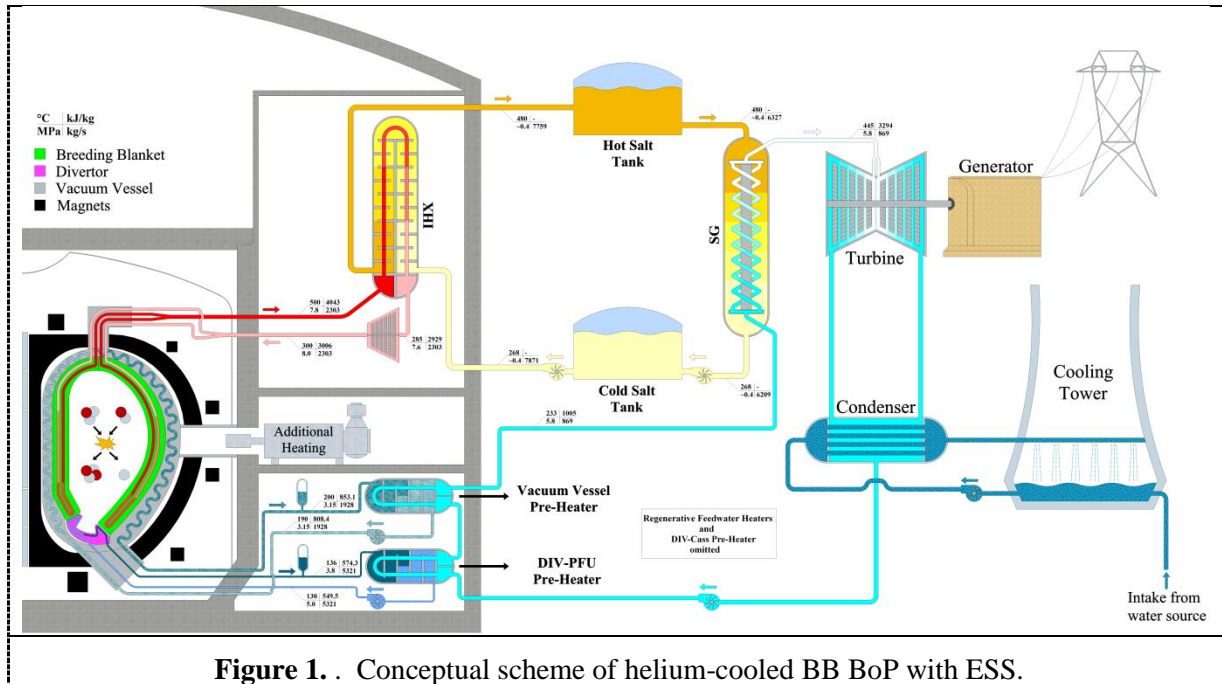 °C kJ/kg
MPa kg/s
Breeding Blanket
Divertor
Vacuum Vessel
Magnets
IHX
480 -
~0.4 7759
Hot Salt
Tank
480 -
~0.4 6327
445 3294
5.8 869
SG
Turbine
Generator
500 4043
7.8 2303
300 3006
8.0 2303
285 2929
7.6 2303
268 -
~0.4 7871
Cold Salt
Tank
268 -
~0.4 6209
Condenser
Cooling
Tower
233 1005
5.8 869
Additional
Heating
200 853.1
3.15 1928
190 808.4
3.15 1928
Vacuum Vessel
Pre-Heater
136 574.3
3.8 5321
130 549.5
5.0 5321
DIV-PFU
Pre-Heater
Regenerative Feedwater Heaters
and
DIV-Cass Pre-Heater
omitted
Intake from
water source
Figure 1. . Conceptual scheme of helium-cooled BB BoP with ESS.